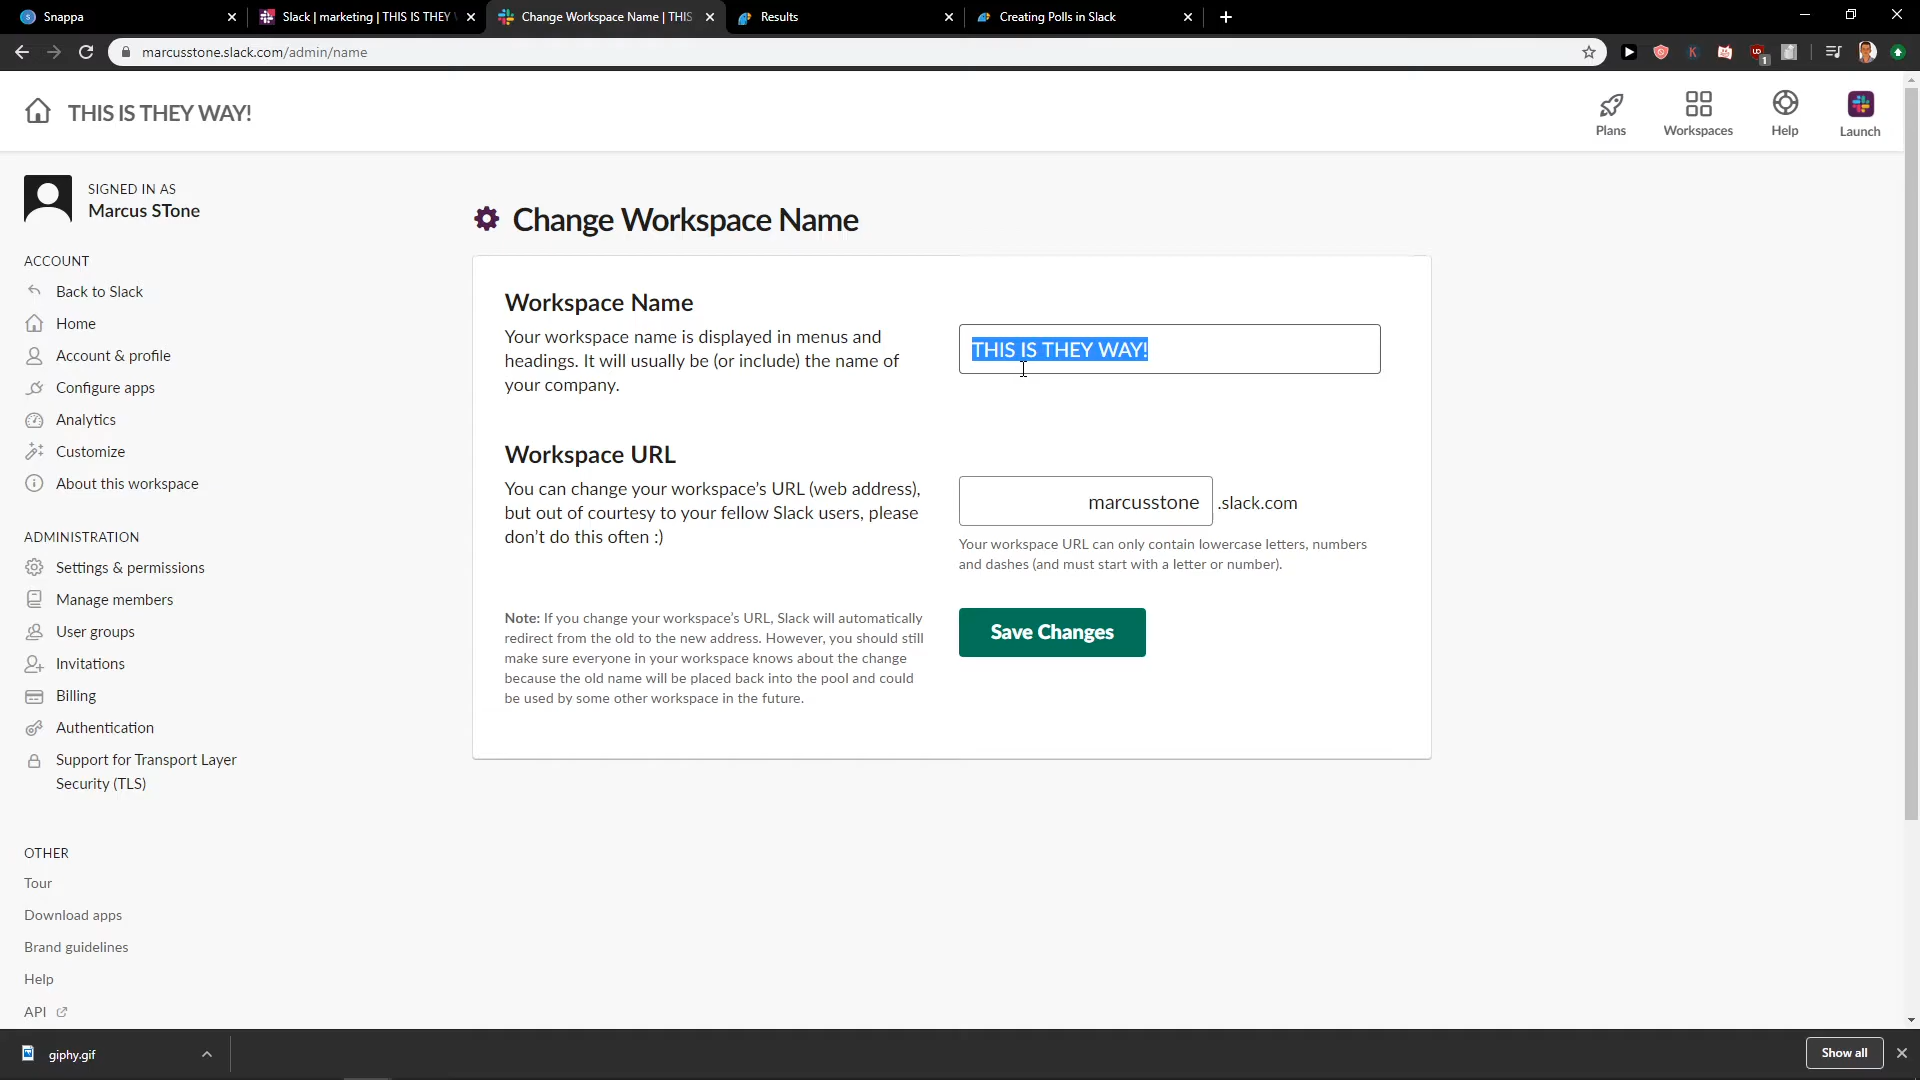 Snappa
Slack | marketing | THIS IS THEY
Change Workspace Name | THIS
Results
Creating Polls in Slack
marcusstone.slack.com/admin/name
1
THIS IS THEY WAY!
Plans
Workspaces
Help
Launch
SIGNED IN AS
Marcus STone
ACCOUNT
Back to Slack
Home
Account & profile
Configure apps
Analytics
Customize
About this workspace
ADMINISTRATION
Settings & permissions
Manage members
User groups
Invitations
Billing
Authentication
Support for Transport Layer
Security (TLS)
OTHER
Tour
Download apps
Brand guidelines
Help
API
Change Workspace Name
Workspace Name
Your workspace name is displayed in menus and
headings. It will usually be (or include) the name of
your company.
THIS IS THEY WAY!
Workspace URL
You can change your workspace's URL (web address),
but out of courtesy to your fellow Slack users, please
don't do this often :)
marcusstone .slack.com
Your workspace URL can only contain lowercase letters, numbers
and dashes (and must start with a letter or number).
Note: If you change your workspace's URL, Slack will automatically
redirect from the old to the new address. However, you should still
make sure everyone in your workspace knows about the change
because the old name will be placed back into the pool and could
be used by some other workspace in the future.
Save Changes
giphy.gif
Show all